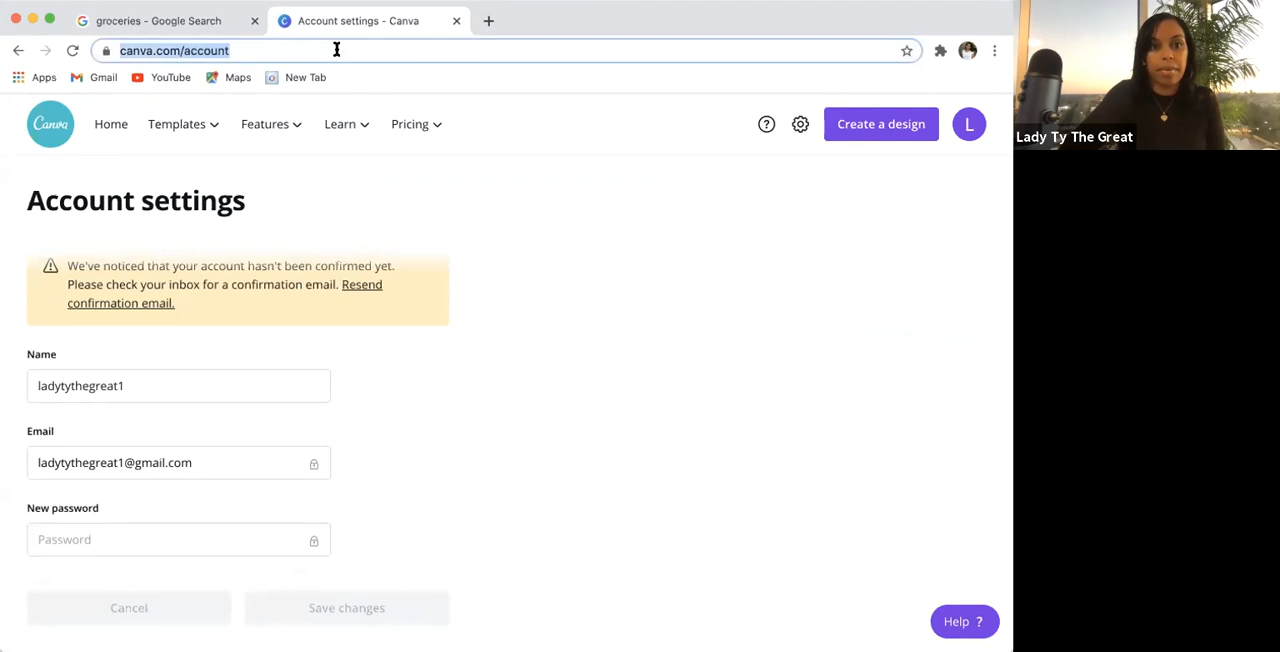 groceries - Google Search
Account settings - Canva
canva.com/account
Apps
Gmail
YouTube
Maps
New Tab
Canva
Home
Templates
Features
Learn
Pricing
?
Create a design
L
Lady Ty The Great
Account settings
We've noticed that your account hasn't been confirmed yet.
Please check your inbox for a confirmation email. Resend
confirmation email.
Name
ladytythegreat1
Email
ladytythegreat1@gmail.com
New password
Password
Cancel
Save changes
Help ?